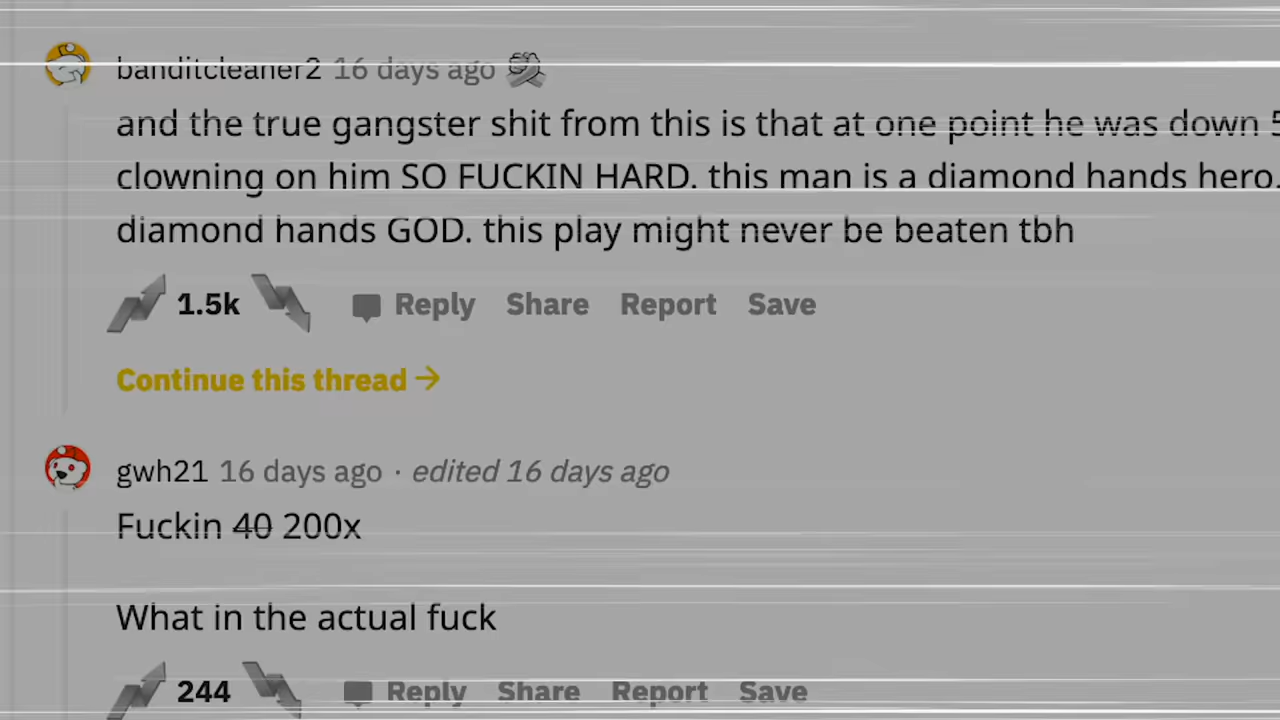 banditcleaner2 16 days ago
and the true gangster shit from this is that at one point he was down
clowning on him SO FUCKIN HARD. this man is a diamond hands hero.
diamond hands GOD. this play might never be beaten tbh
1.5k Reply Share Report Save
Continue this thread →
gwh21 16 days ago · edited 16 days ago
Fuckin 40 200x
What in the actual fuck
244 Reply Share Report Save